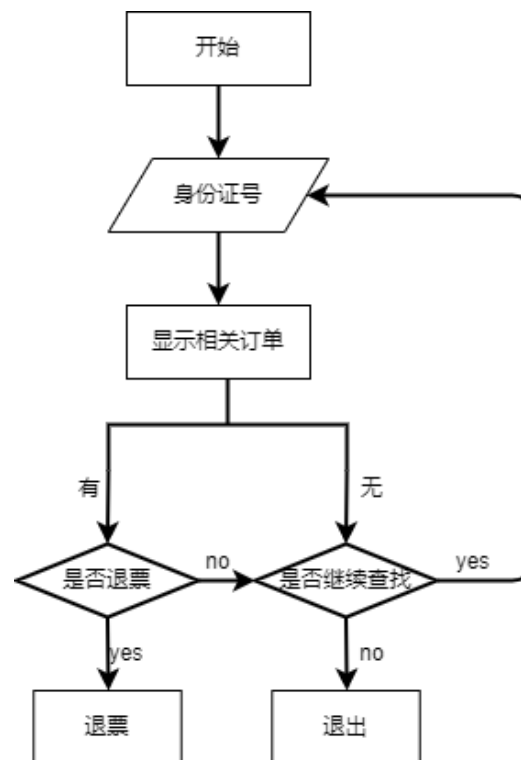 开始
身份证号
显示相关订单
有
无
是否退票
no
是否继续查找
yes
yes
no
退票
退出